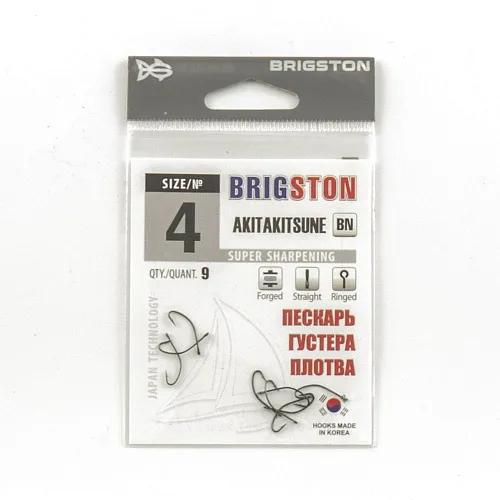 BRIGSTON
SIZE/№
4
QTY./QUANT. 9
BRIGSTON
AKITAKITSUNE BN
SUPER SHARPENING
Forged Straight Ringed
ПЕСКАРЬ
ГУСТЕРА
ПЛОТВА
JAPAN TECHNOLOGY
HOOKS MADE
IN KOREA